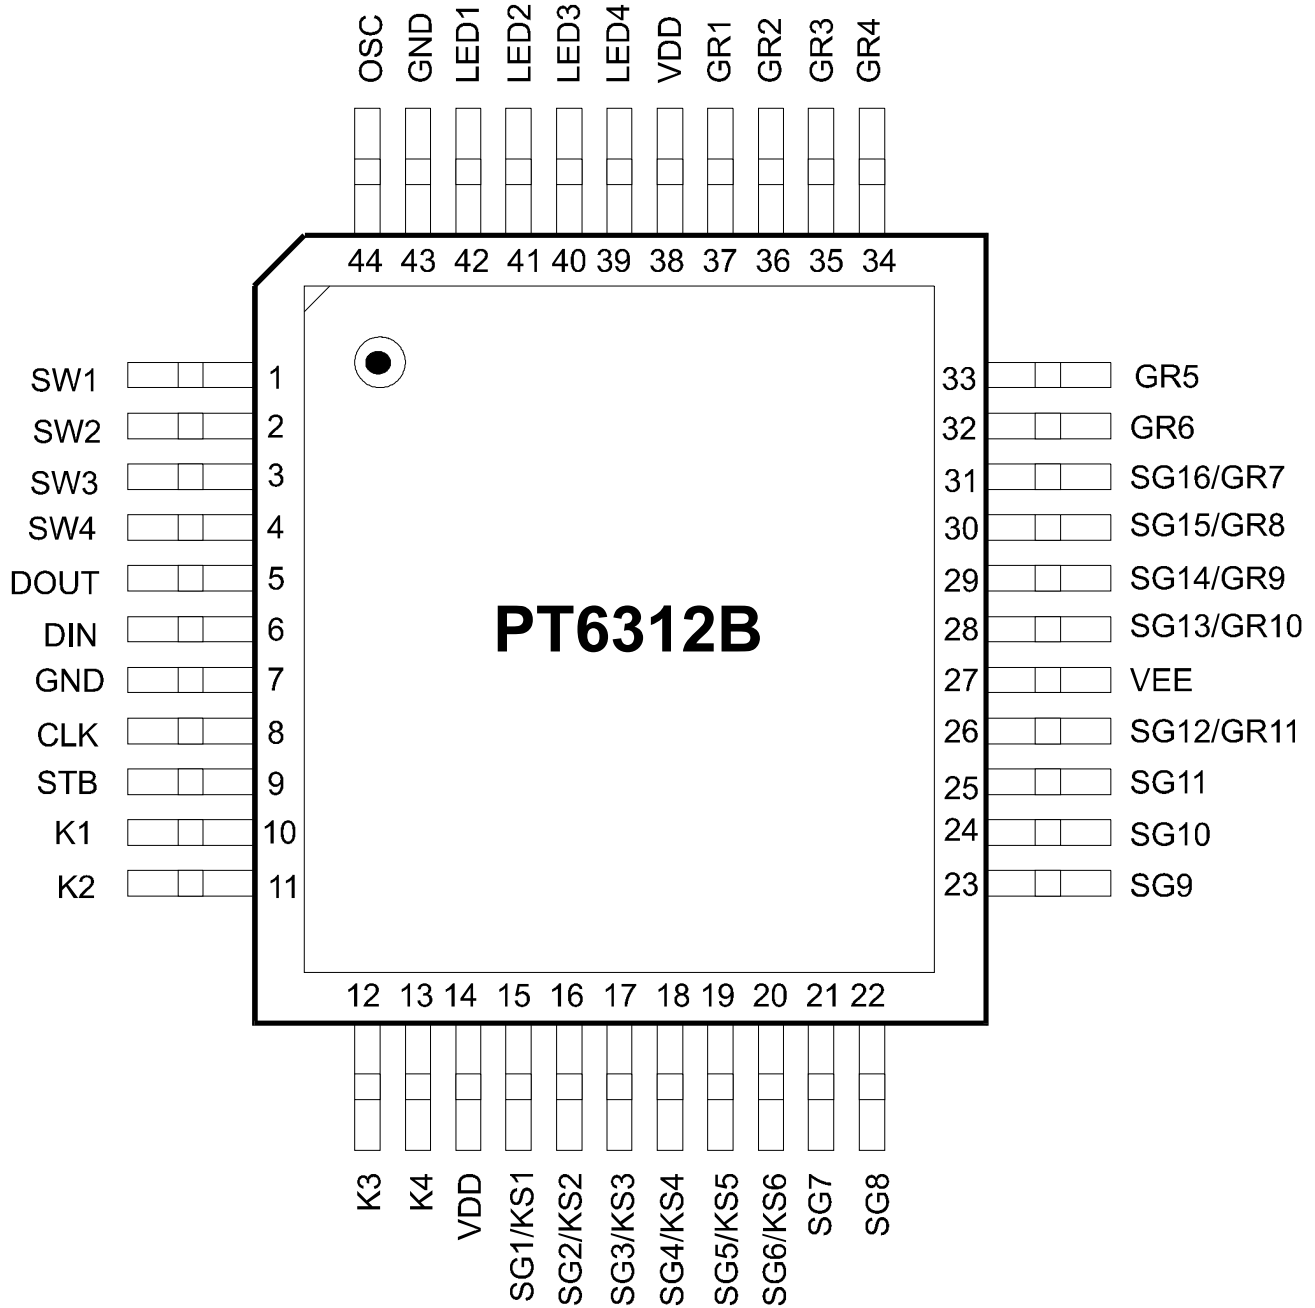 OSC GND LED1 LED2 LED3 LED4 VDD GR1 GR2 GR3 GR4
44 43 42 41 40 39 38 37 36 35 34
SW1 1 33 GR5
SW2 2 32 GR6
SW3 3 31 SG16/GR7
SW4 4 30 SG15/GR8
DOUT 5 29 SG14/GR9
PT6312B
DIN 6 28 SG13/GR10
GND 7 27 VEE
CLK 8 26 SG12/GR11
STB 9 25 SG11
K1 10 24 SG10
K2 11 23 SG9
12 13 14 15 16 17 18 19 20 21 22
K3 K4 VDD SG1/KS1 SG2/KS2 SG3/KS3 SG4/KS4 SG5/KS5 SG6/KS6 SG7 SG8